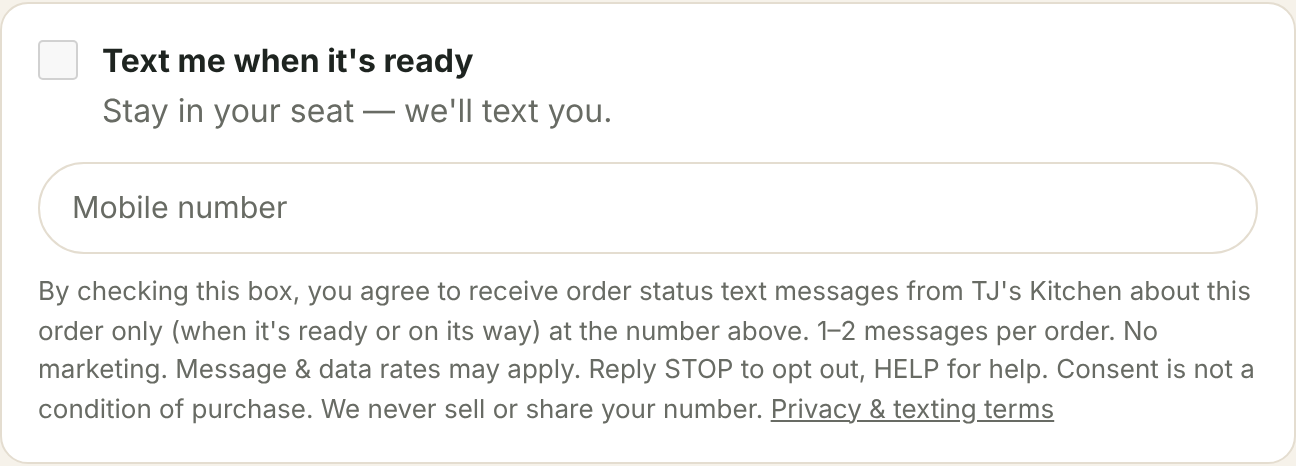 Text me when it's ready
Stay in your seat — we'll text you.
Mobile number
By checking this box, you agree to receive order status text messages from TJ's Kitchen about this
order only (when it's ready or on its way) at the number above. 1–2 messages per order. No
marketing. Message & data rates may apply. Reply STOP to opt out, HELP for help. Consent is not a
condition of purchase. We never sell or share your number. Privacy & texting terms